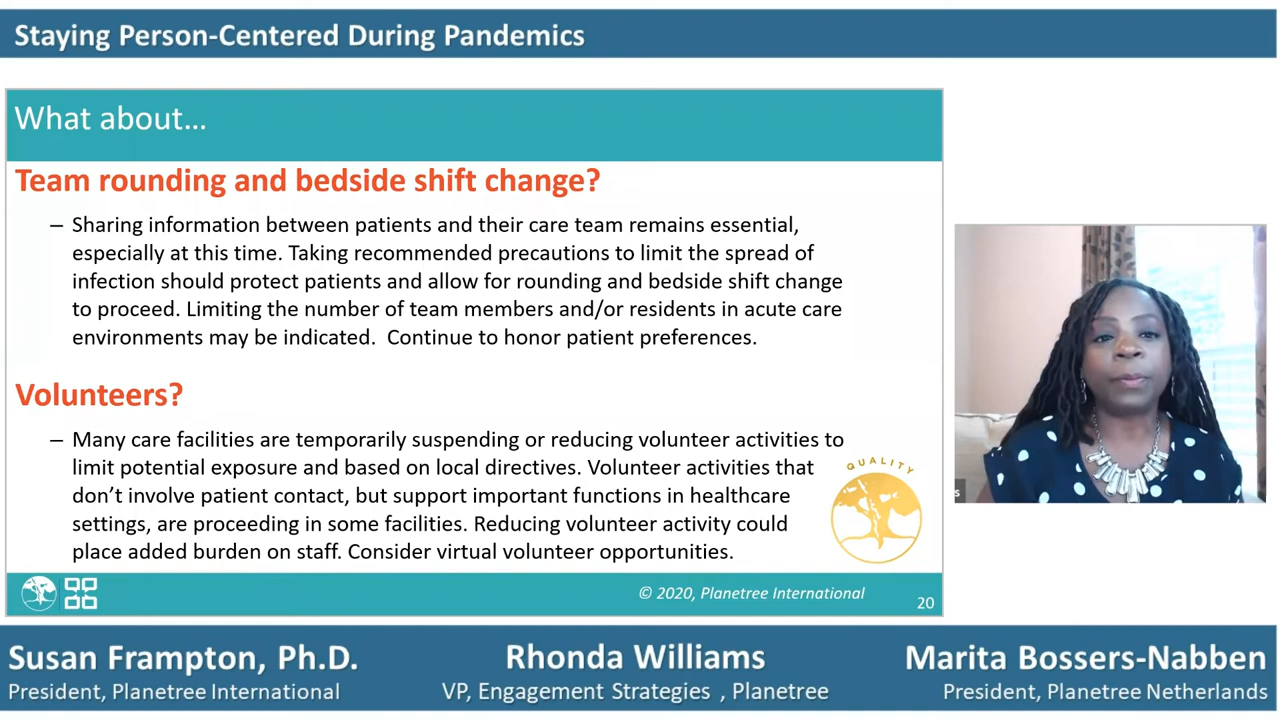 Staying Person-Centered During Pandemics
What about...
Team rounding and bedside shift change?
– Sharing information between patients and their care team remains essential,
especially at this time. Taking recommended precautions to limit the spread of
infection should protect patients and allow for rounding and bedside shift change
to proceed. Limiting the number of team members and/or residents in acute care
environments may be indicated.  Continue to honor patient preferences.
Volunteers?
– Many care facilities are temporarily suspending or reducing volunteer activities to
limit potential exposure and based on local directives. Volunteer activities that
don’t involve patient contact, but support important functions in healthcare
settings, are proceeding in some facilities. Reducing volunteer activity could
place added burden on staff. Consider virtual volunteer opportunities.
QUALITY
© 2020, Planetree International
20
s
Susan Frampton, Ph.D.
President, Planetree International
Rhonda Williams
VP, Engagement Strategies , Planetree
Marita Bossers-Nabben
President, Planetree Netherlands